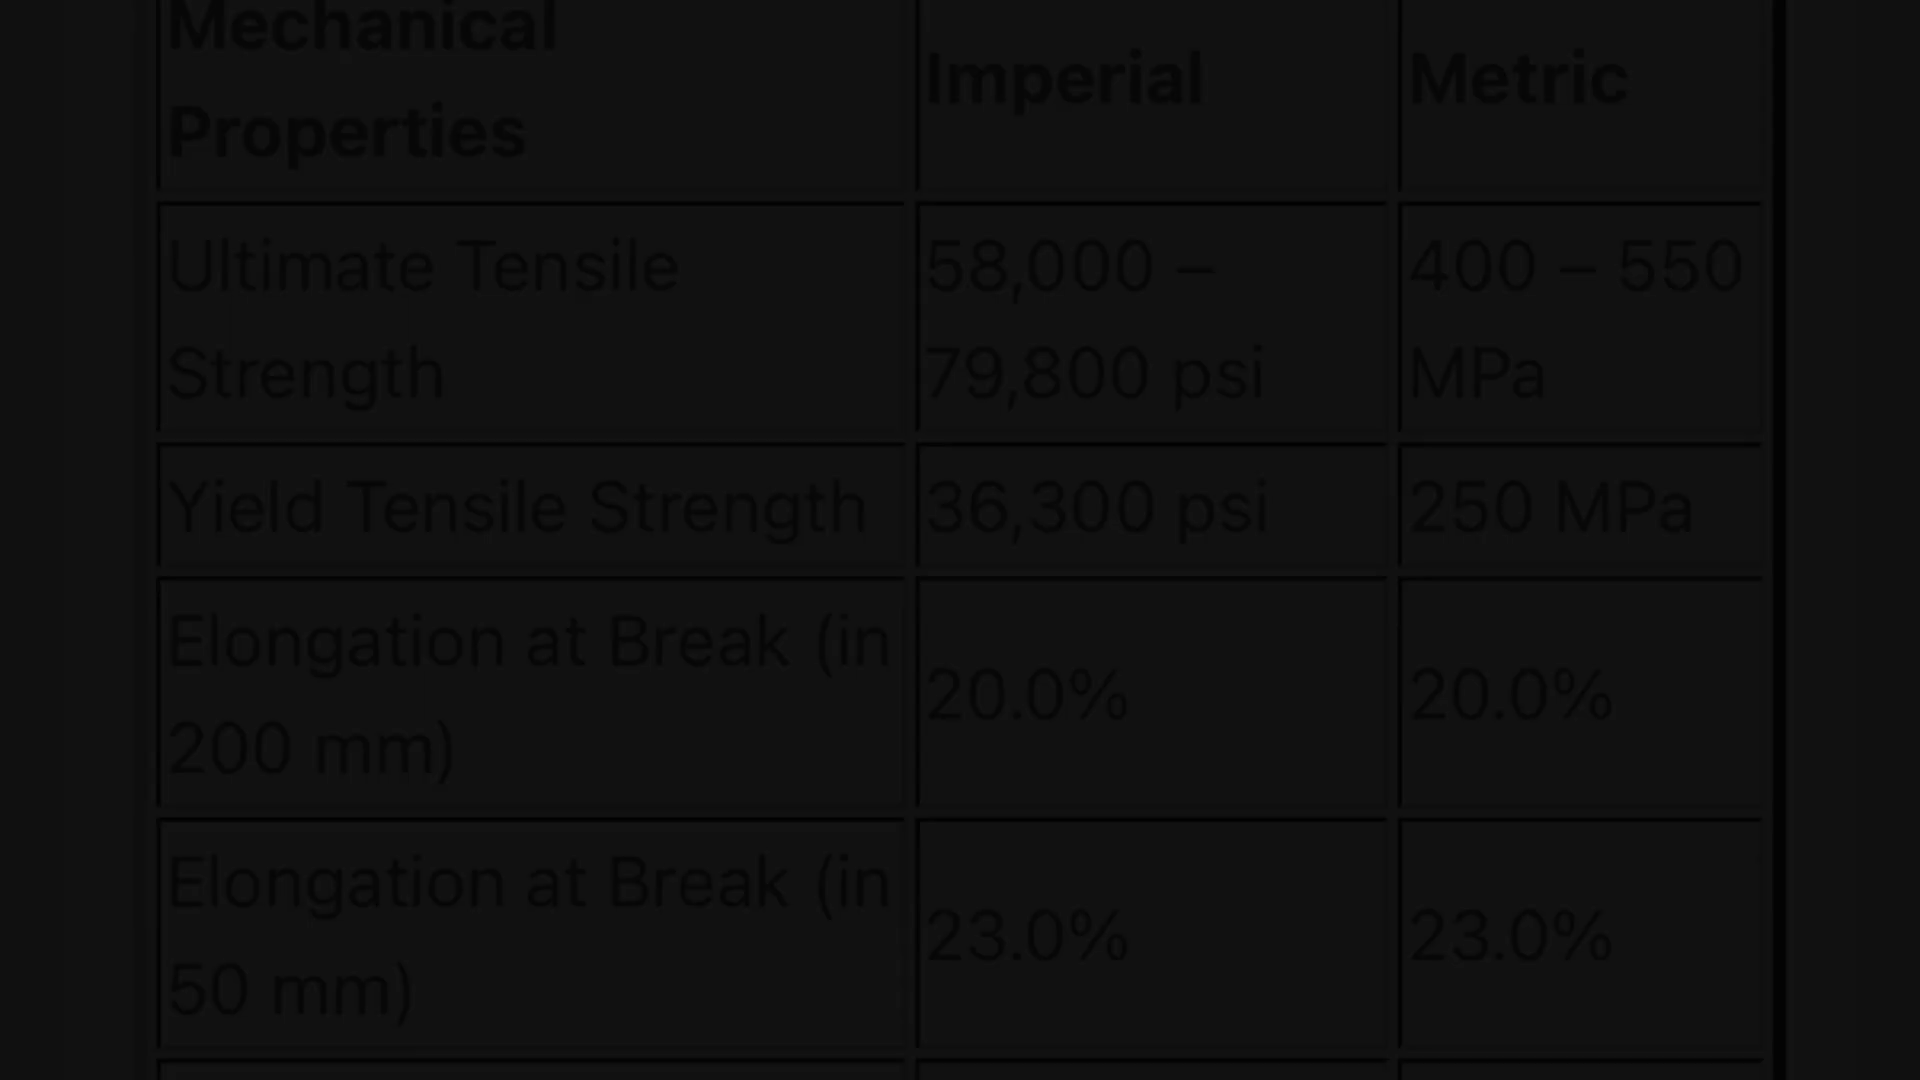 Mechanical
Properties
Imperial
Metric
Ultimate Tensile
Strength
58,000 –
79,800 psi
400 – 550
MPa
Yield Tensile Strength
36,300 psi
250 MPa
Elongation at Break (in
200 mm)
20.0%
20.0%
Elongation at Break (in
50 mm)
23.0%
23.0%